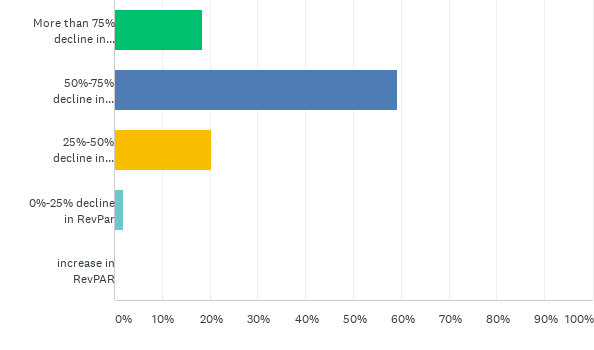 More than 75%
decline in...
50%-75%
decline in...
25%-50%
decline in...
0%-25% decline
in RevPar
increase in
RevPAR
0% 10% 20% 30% 40% 50% 60% 70% 80% 90% 100%